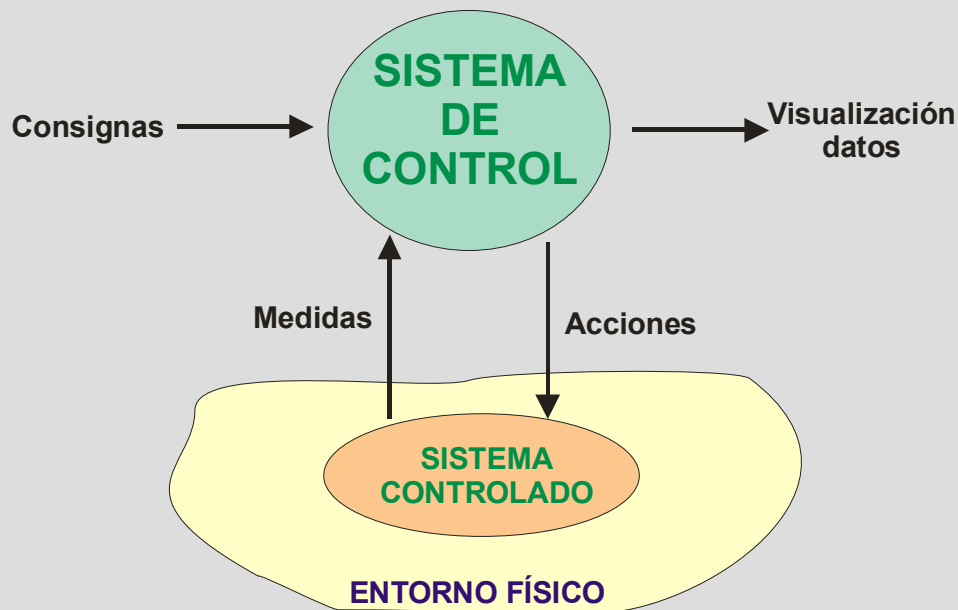 SISTEMA
DE
CONTROL
Consignas
Visualización
datos
Medidas
Acciones
SISTEMA
CONTROLADO
ENTORNO FÍSICO